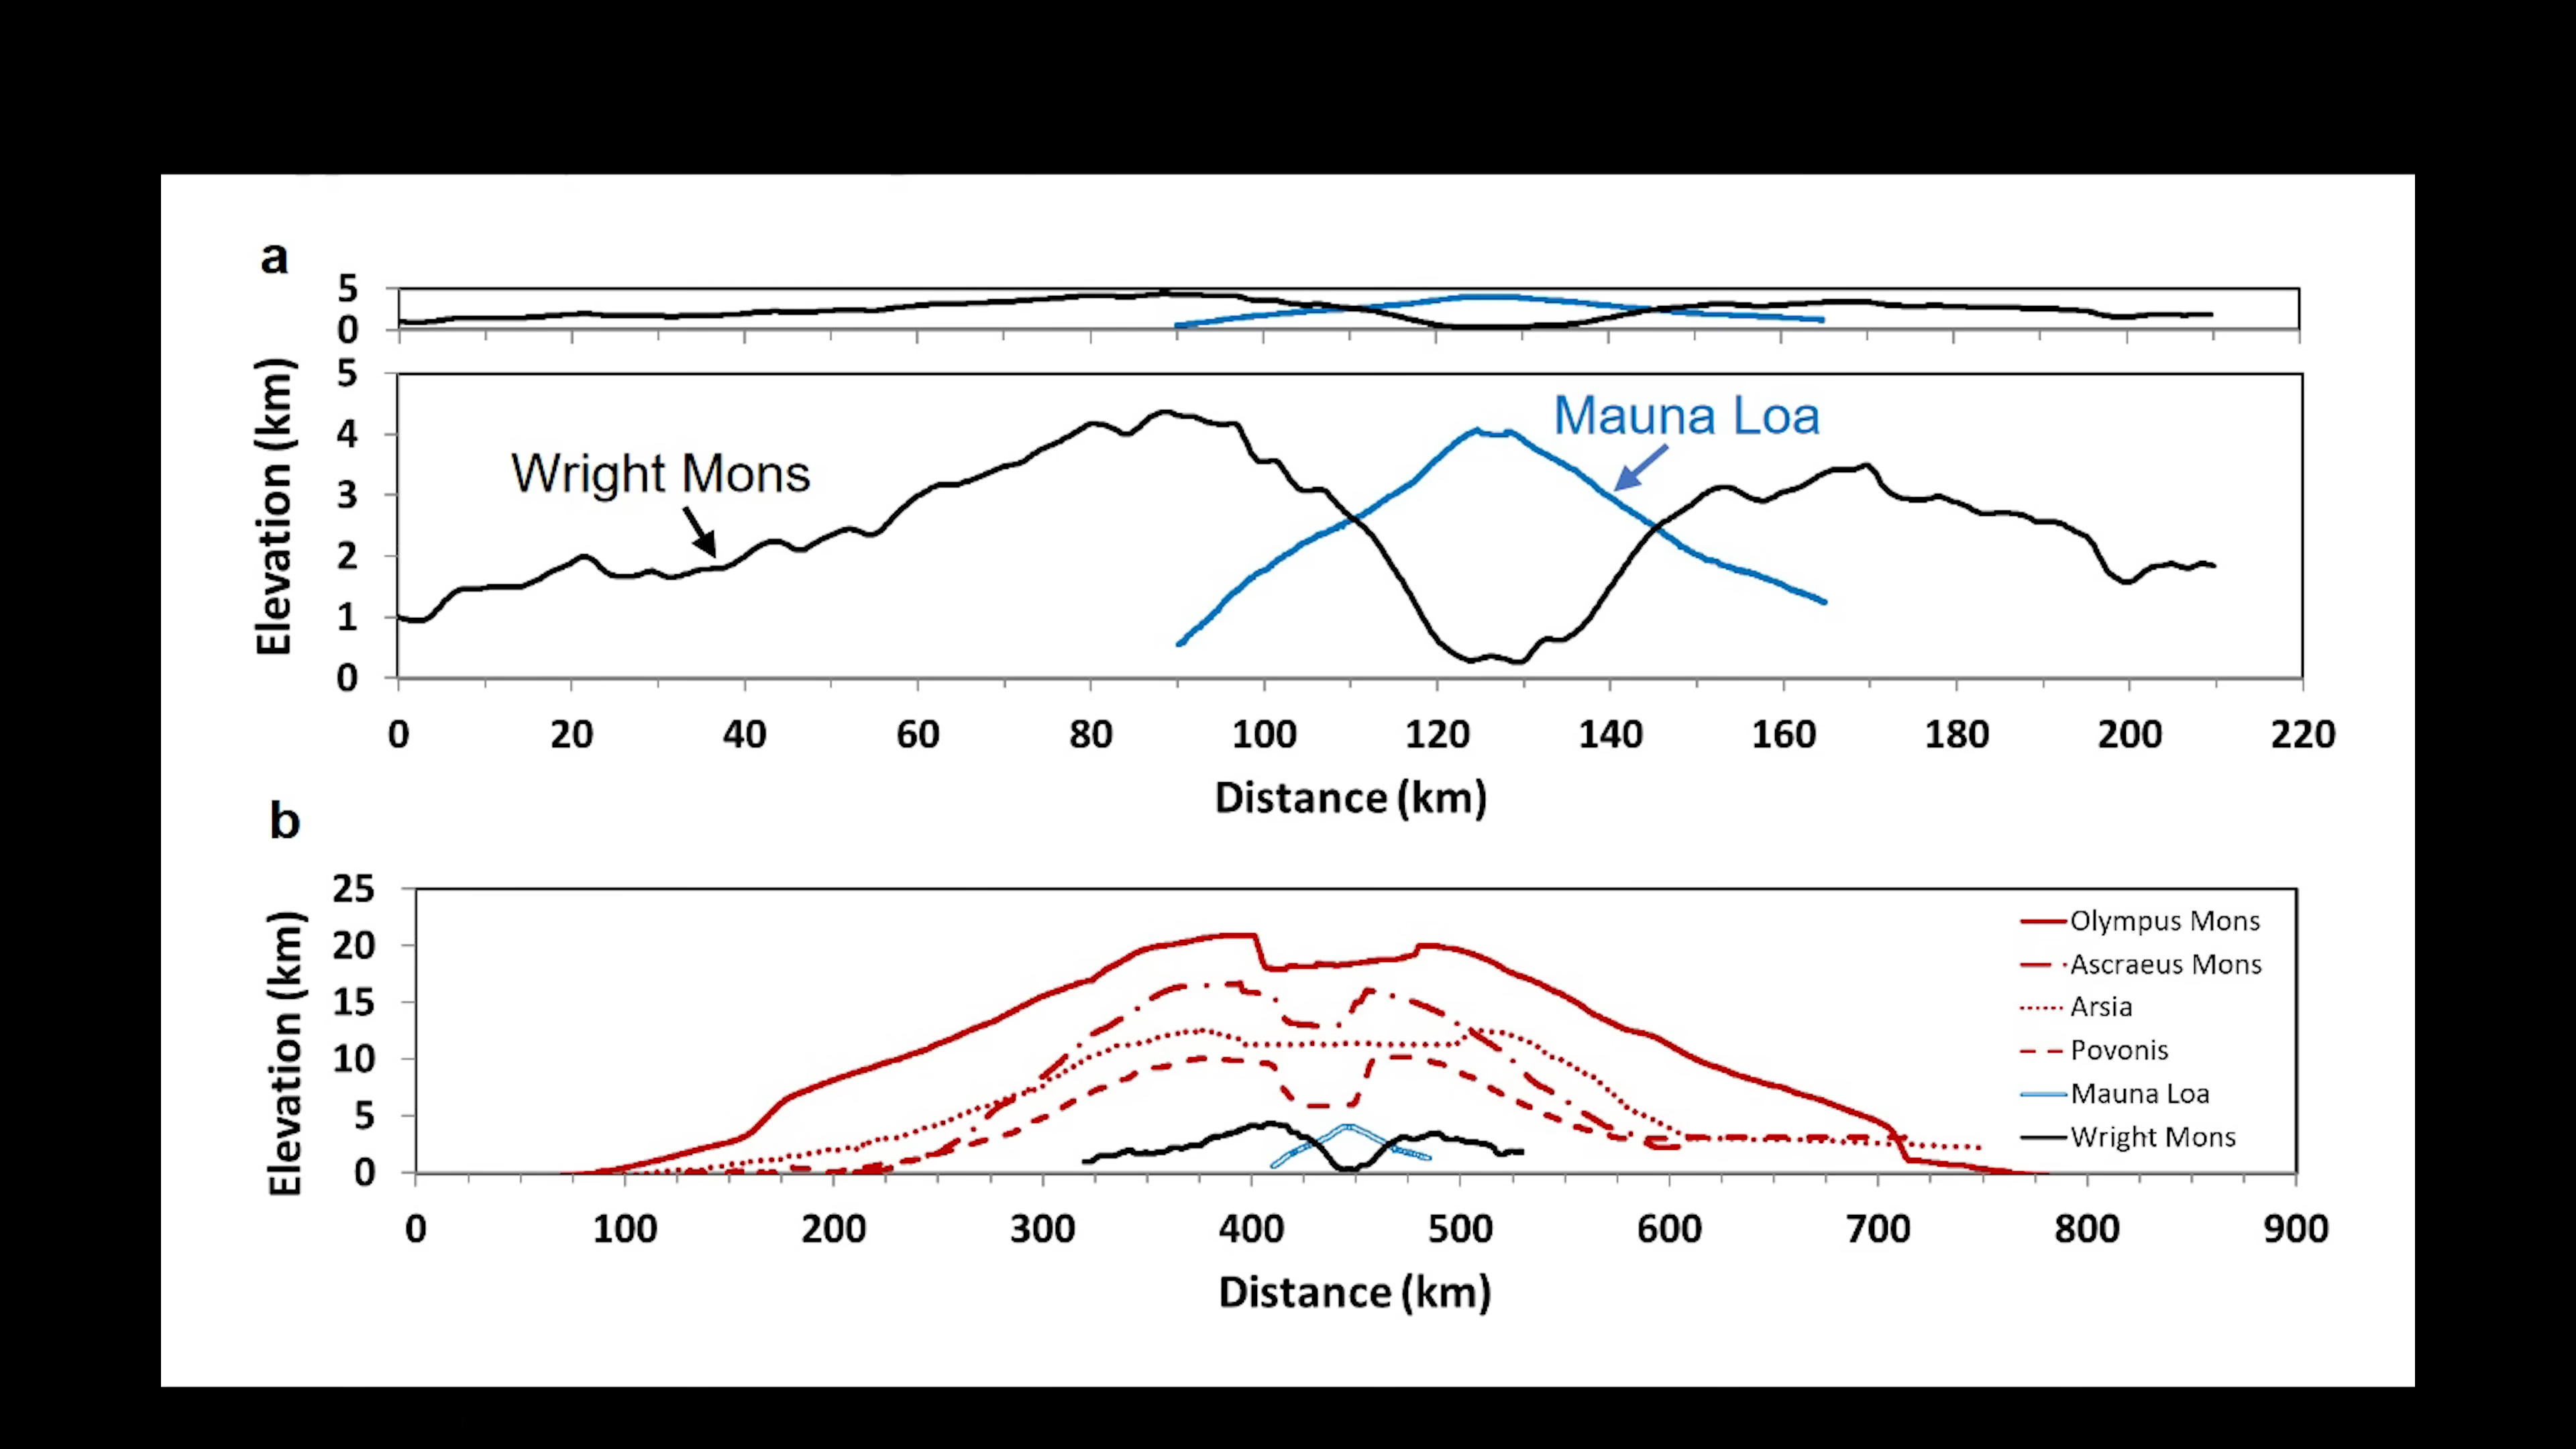 a
5
0
Elevation (km)
5
4
3
2
1
0
Wright Mons
Mauna Loa
0 20 40 60 80 100 120 140 160 180 200 220
Distance (km)
b
Elevation (km)
25
20
15
10
5
0
Olympus Mons
Ascraeus Mons
Arsia
Povonis
Mauna Loa
Wright Mons
0 100 200 300 400 500 600 700 800 900
Distance (km)